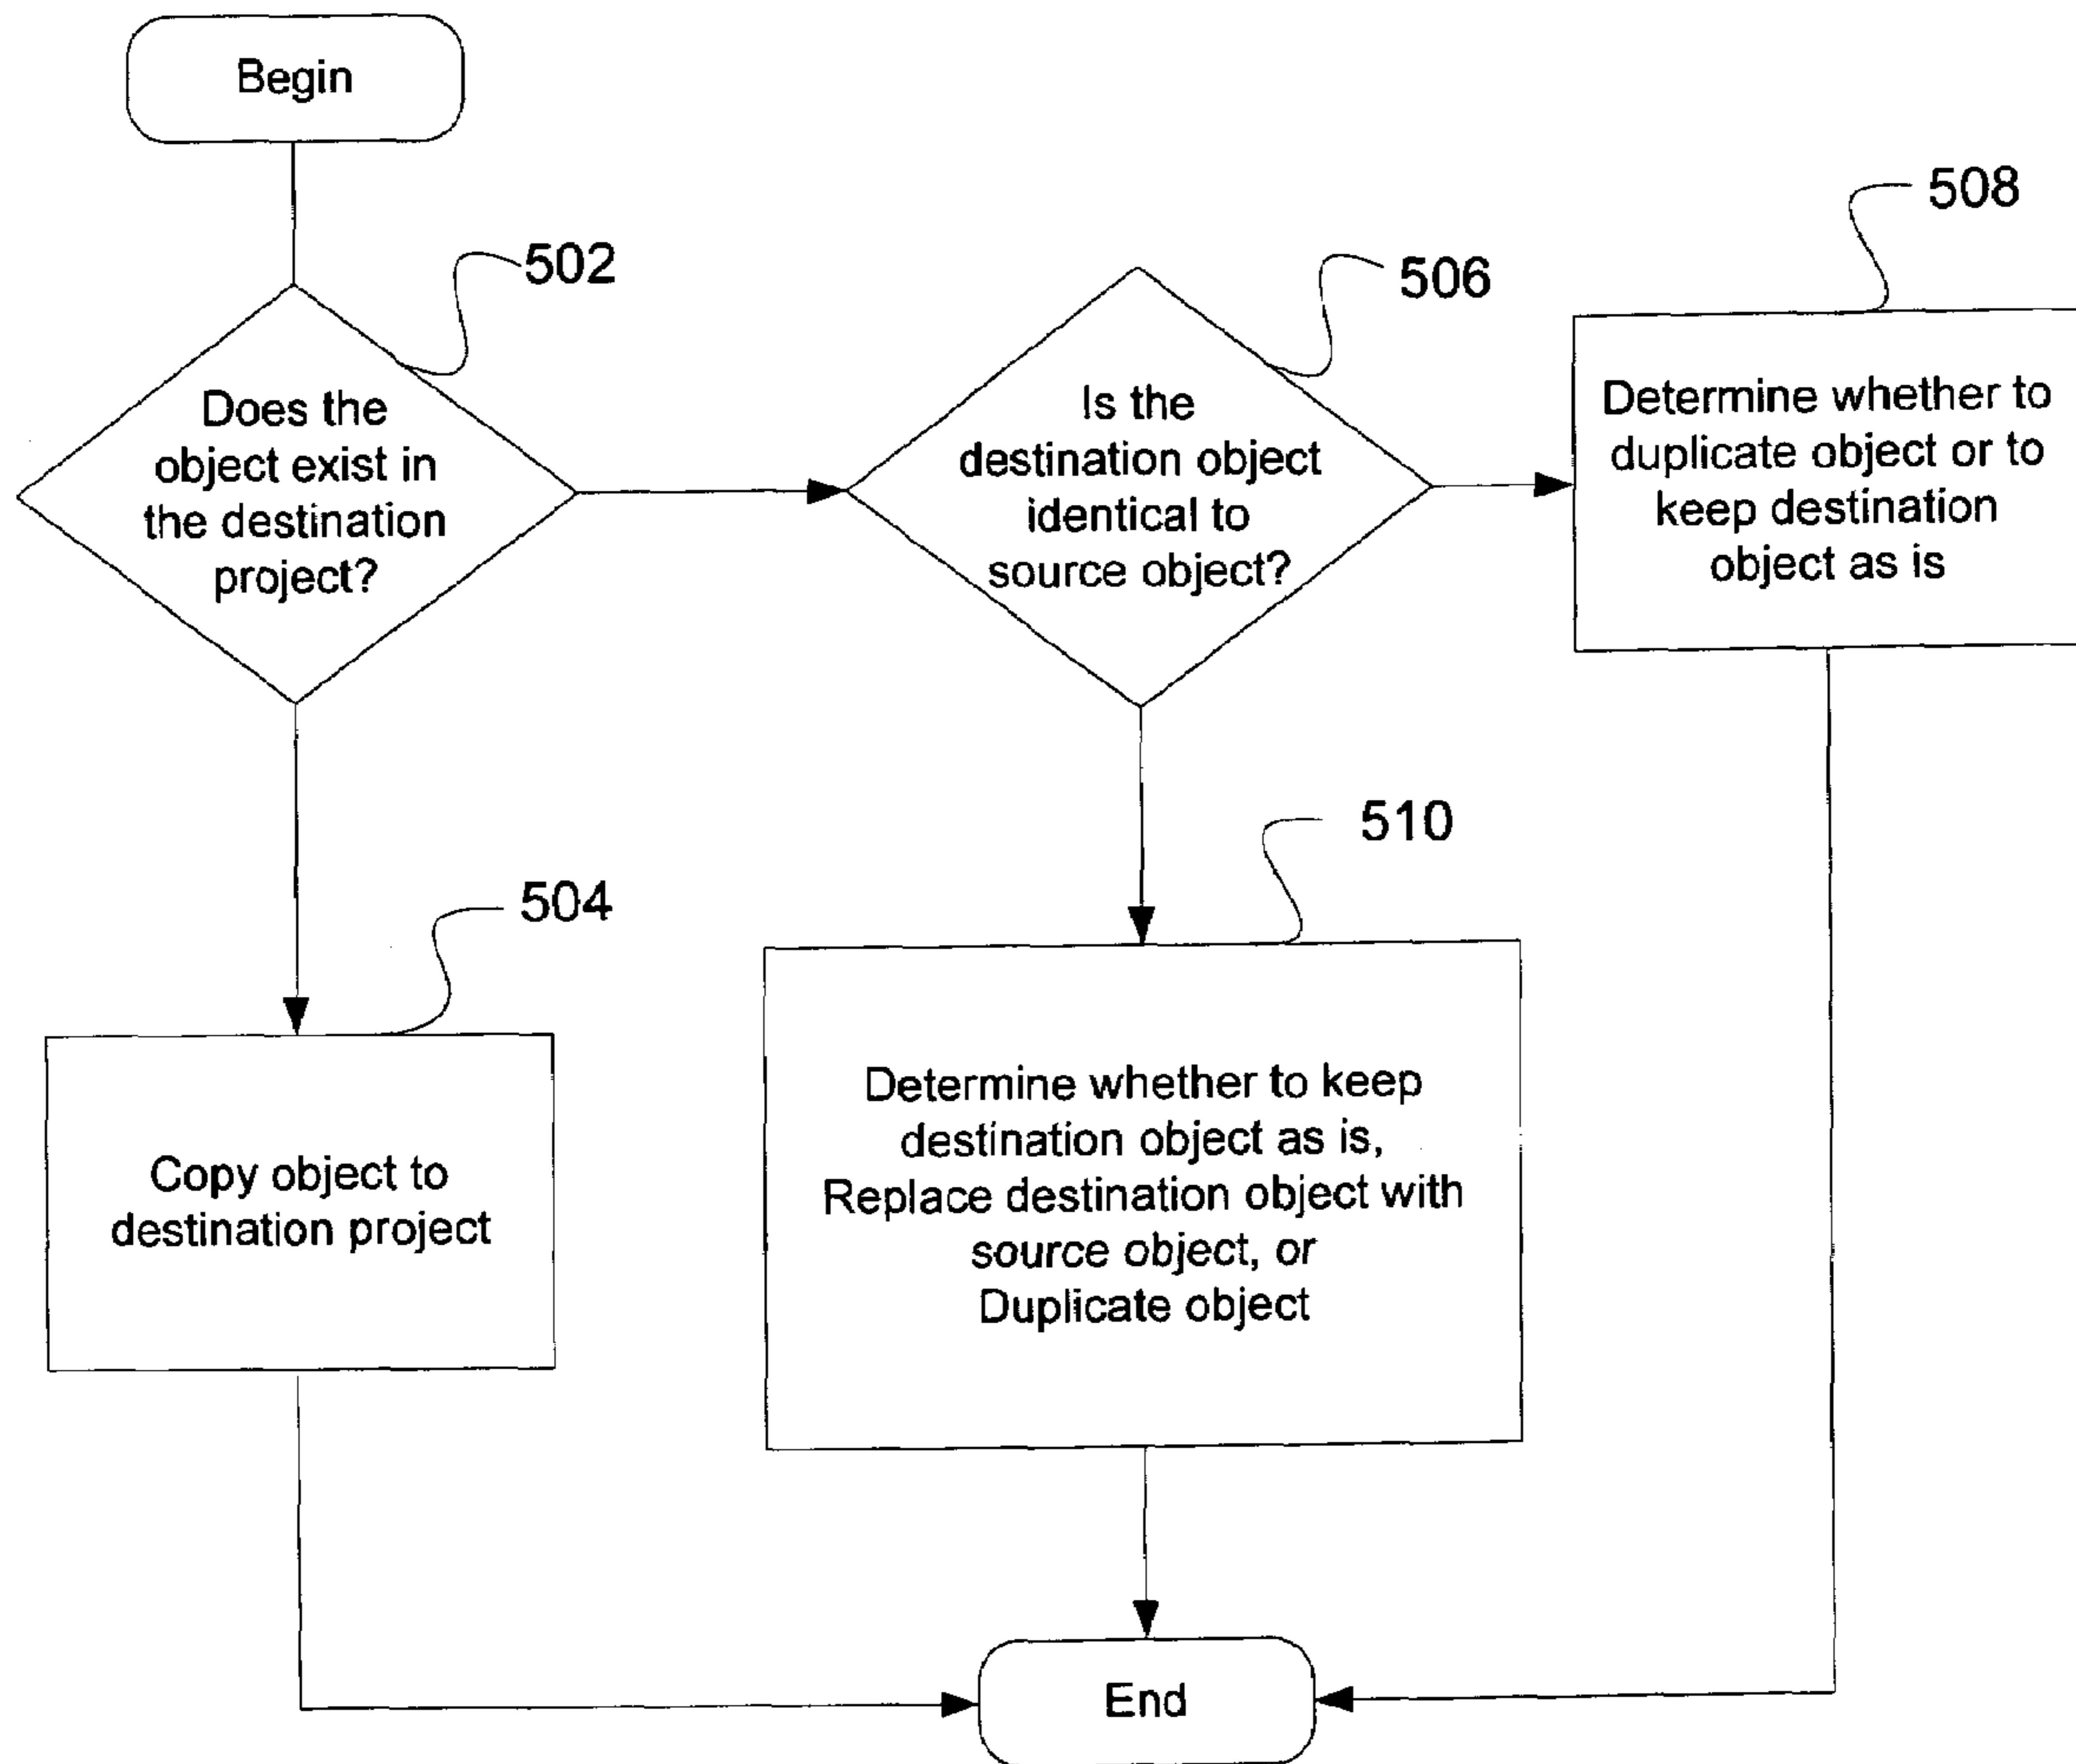 Begin
502
Does the
object exist in
the destination
project?
506
Is the
destination object
identical to
source object?
508
Determine whether to
duplicate object or to
keep destination
object as is
504
Copy object to
destination project
510
Determine whether to keep
destination object as is,
Replace destination object with
source object, or
Duplicate object
End